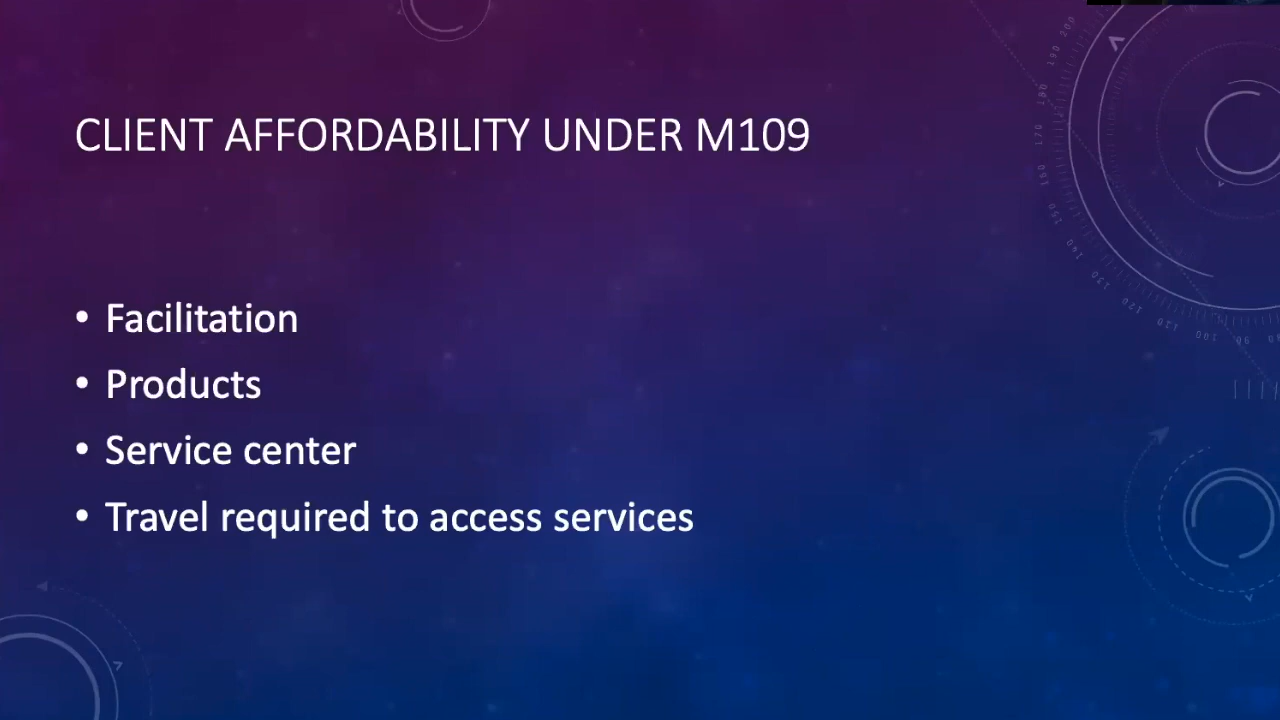 CLIENT AFFORDABILITY UNDER M109
• Facilitation
• Products
• Service center
• Travel required to access services